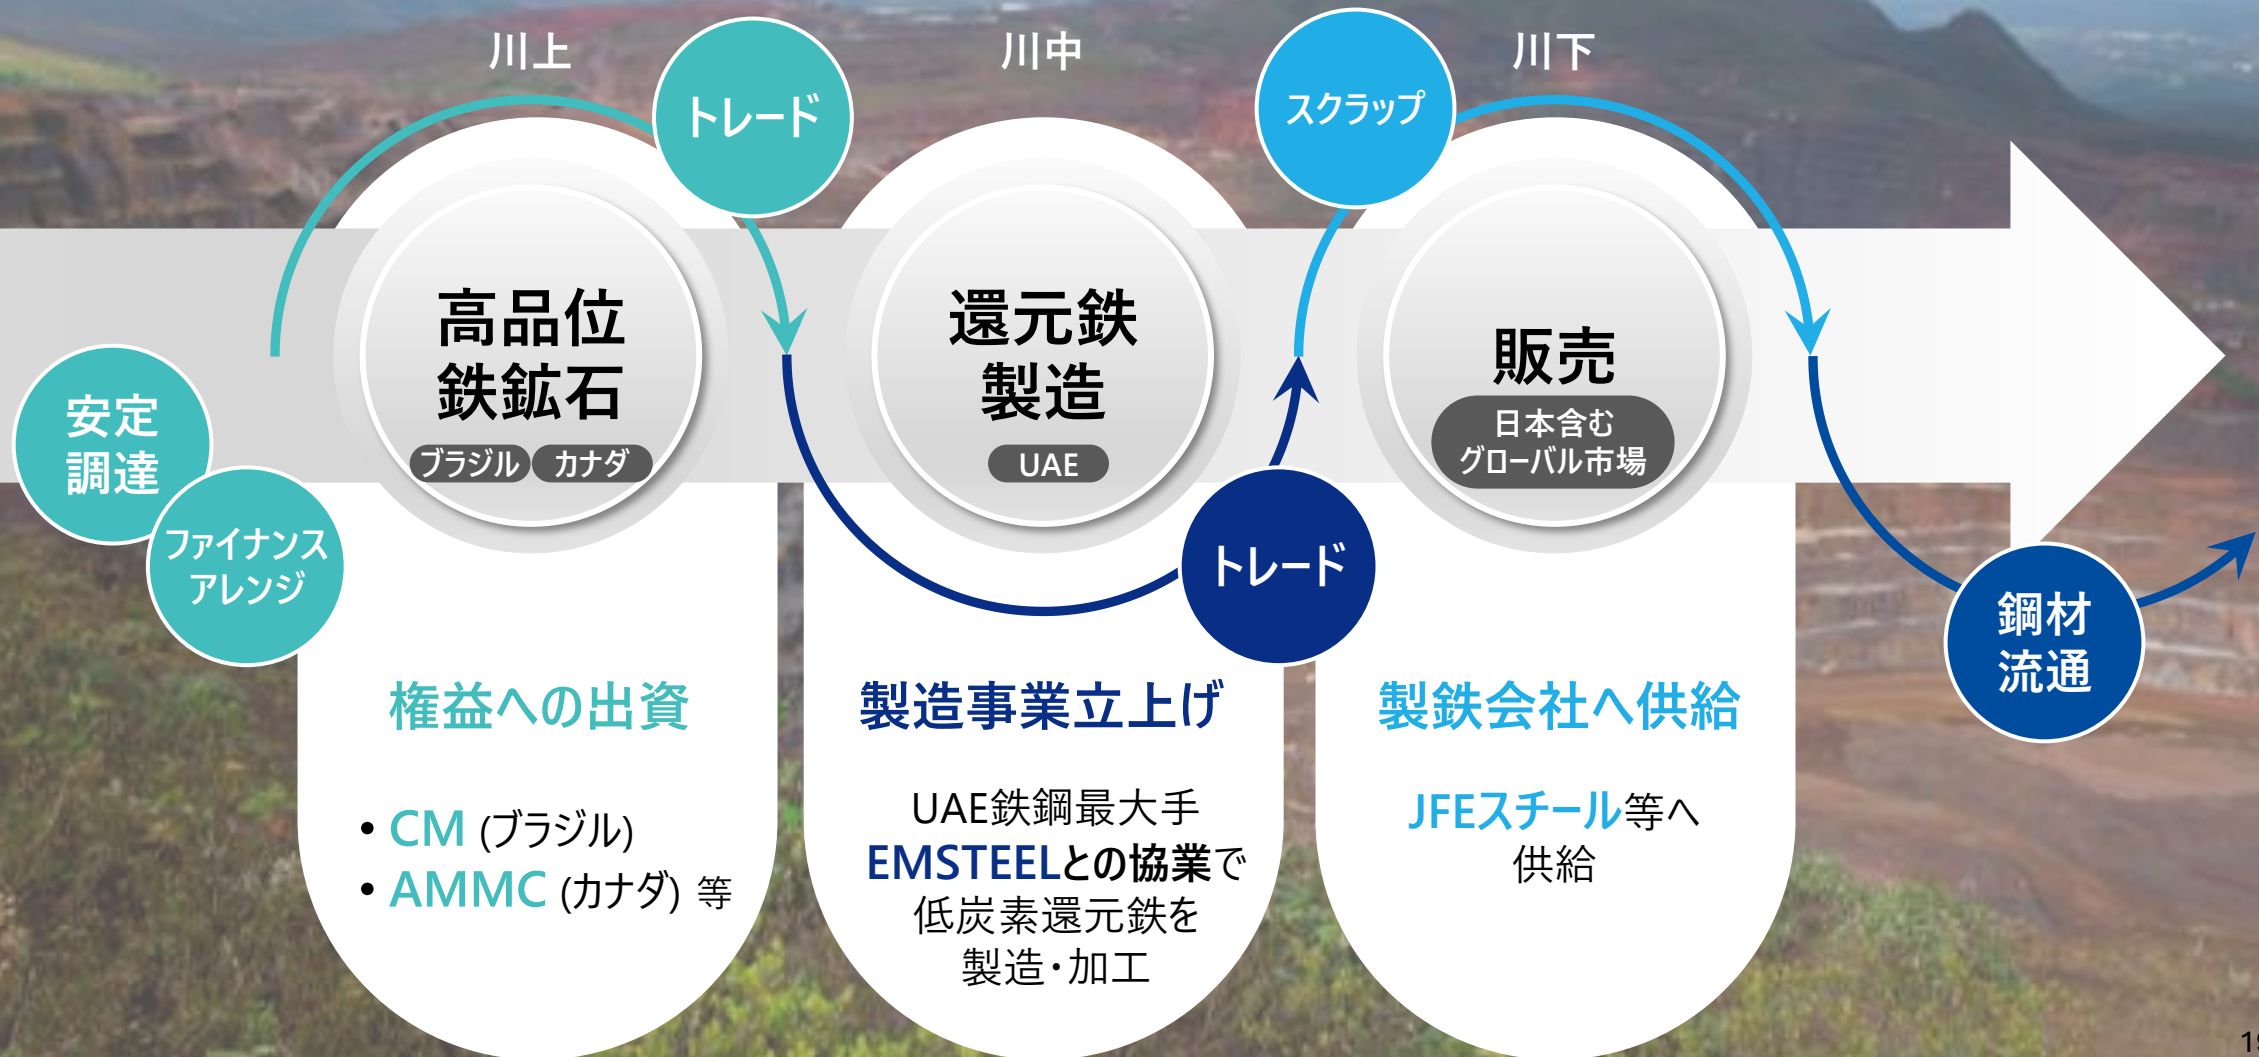 川上
川中
川下
トレード
スクラップ
高品位
鉄鉱石
ブラジル
カナダ
還元鉄
製造
UAE
販売
日本含む
グローバル市場
安定
調達
ファイナンス
アレンジ
トレード
鋼材
流通
権益への出資
• CM (ブラジル)
• AMMC (カナダ) 等
製造事業立上げ
UAE鉄鋼最大手
EMSTEELとの協業で
低炭素還元鉄を
製造・加工
製鉄会社へ供給
JFEスチール等へ
供給